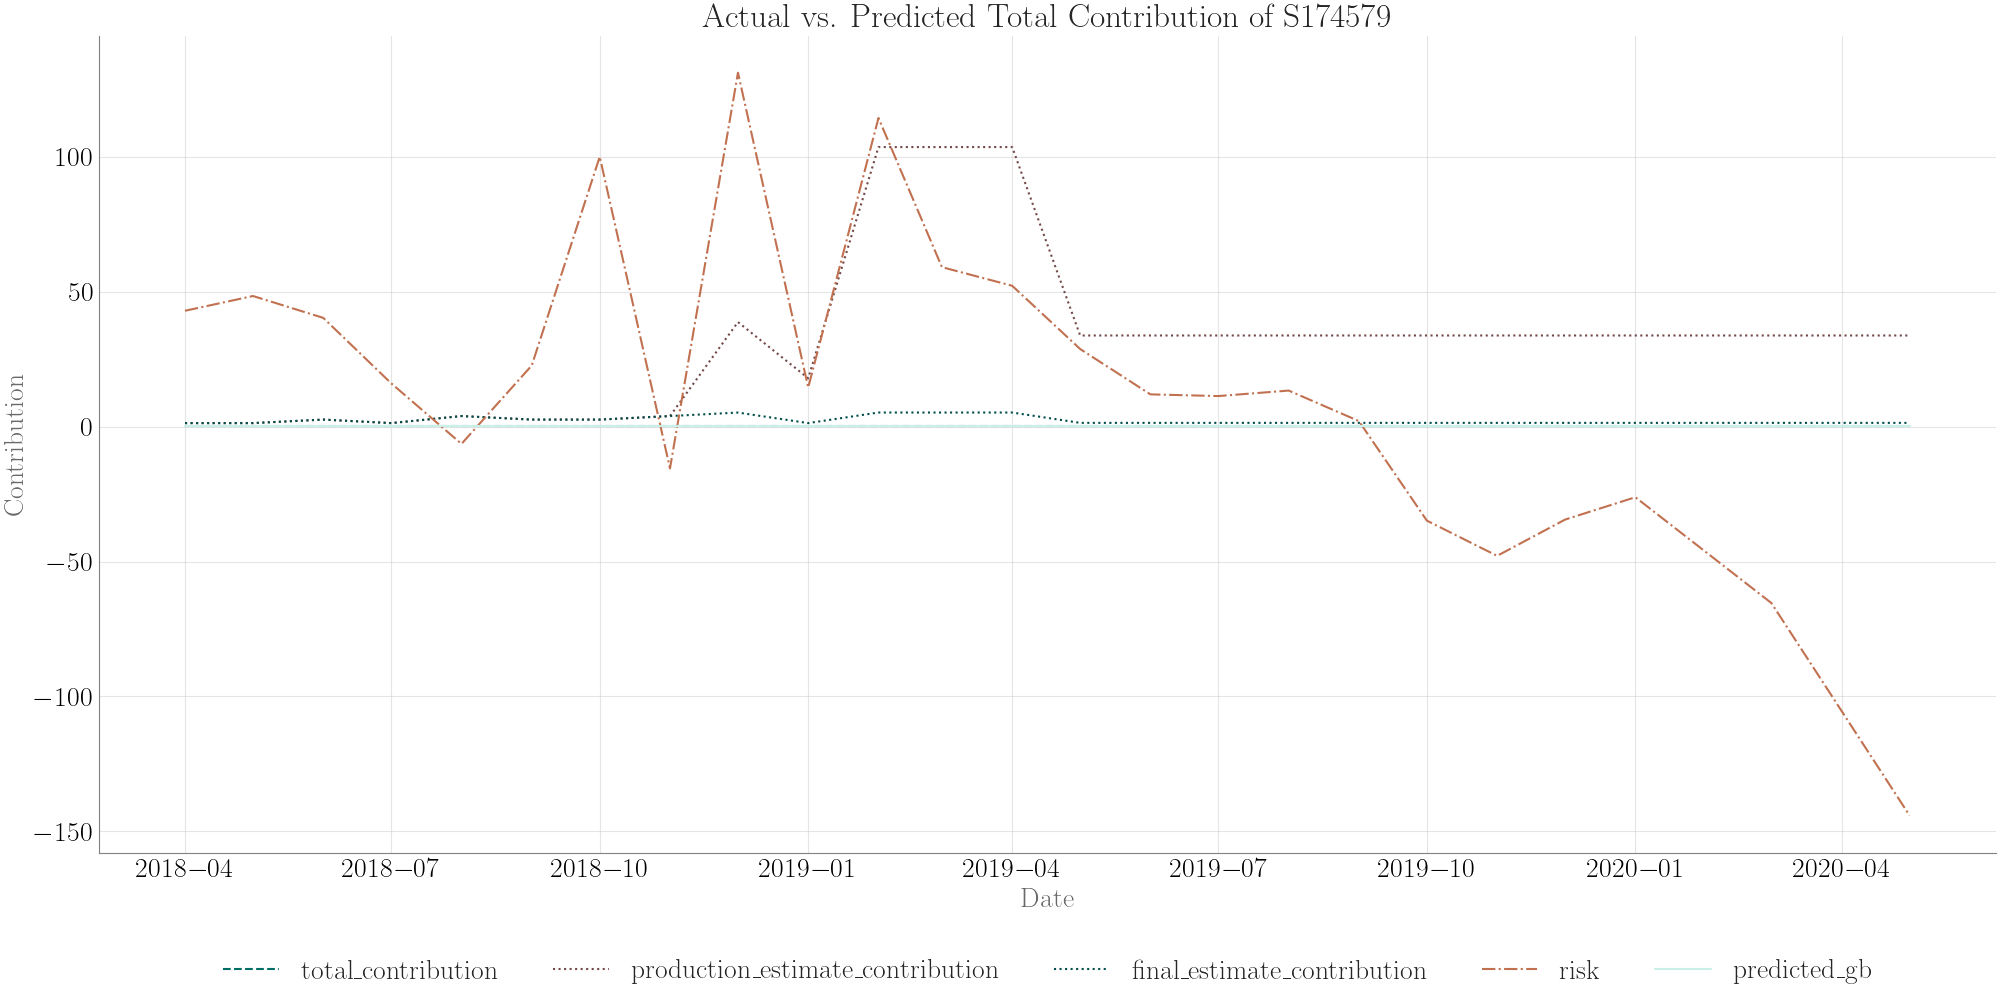 Actual vs. Predicted Total Contribution of S174579
Contribution
100
50
0
−50
−100
−150
2018−04 2018−07 2018−10 2019−01 2019−04 2019−07 2019−10 2020−01 2020−04
Date
total_contribution production_estimate_contribution final_estimate_contribution risk predicted_gb